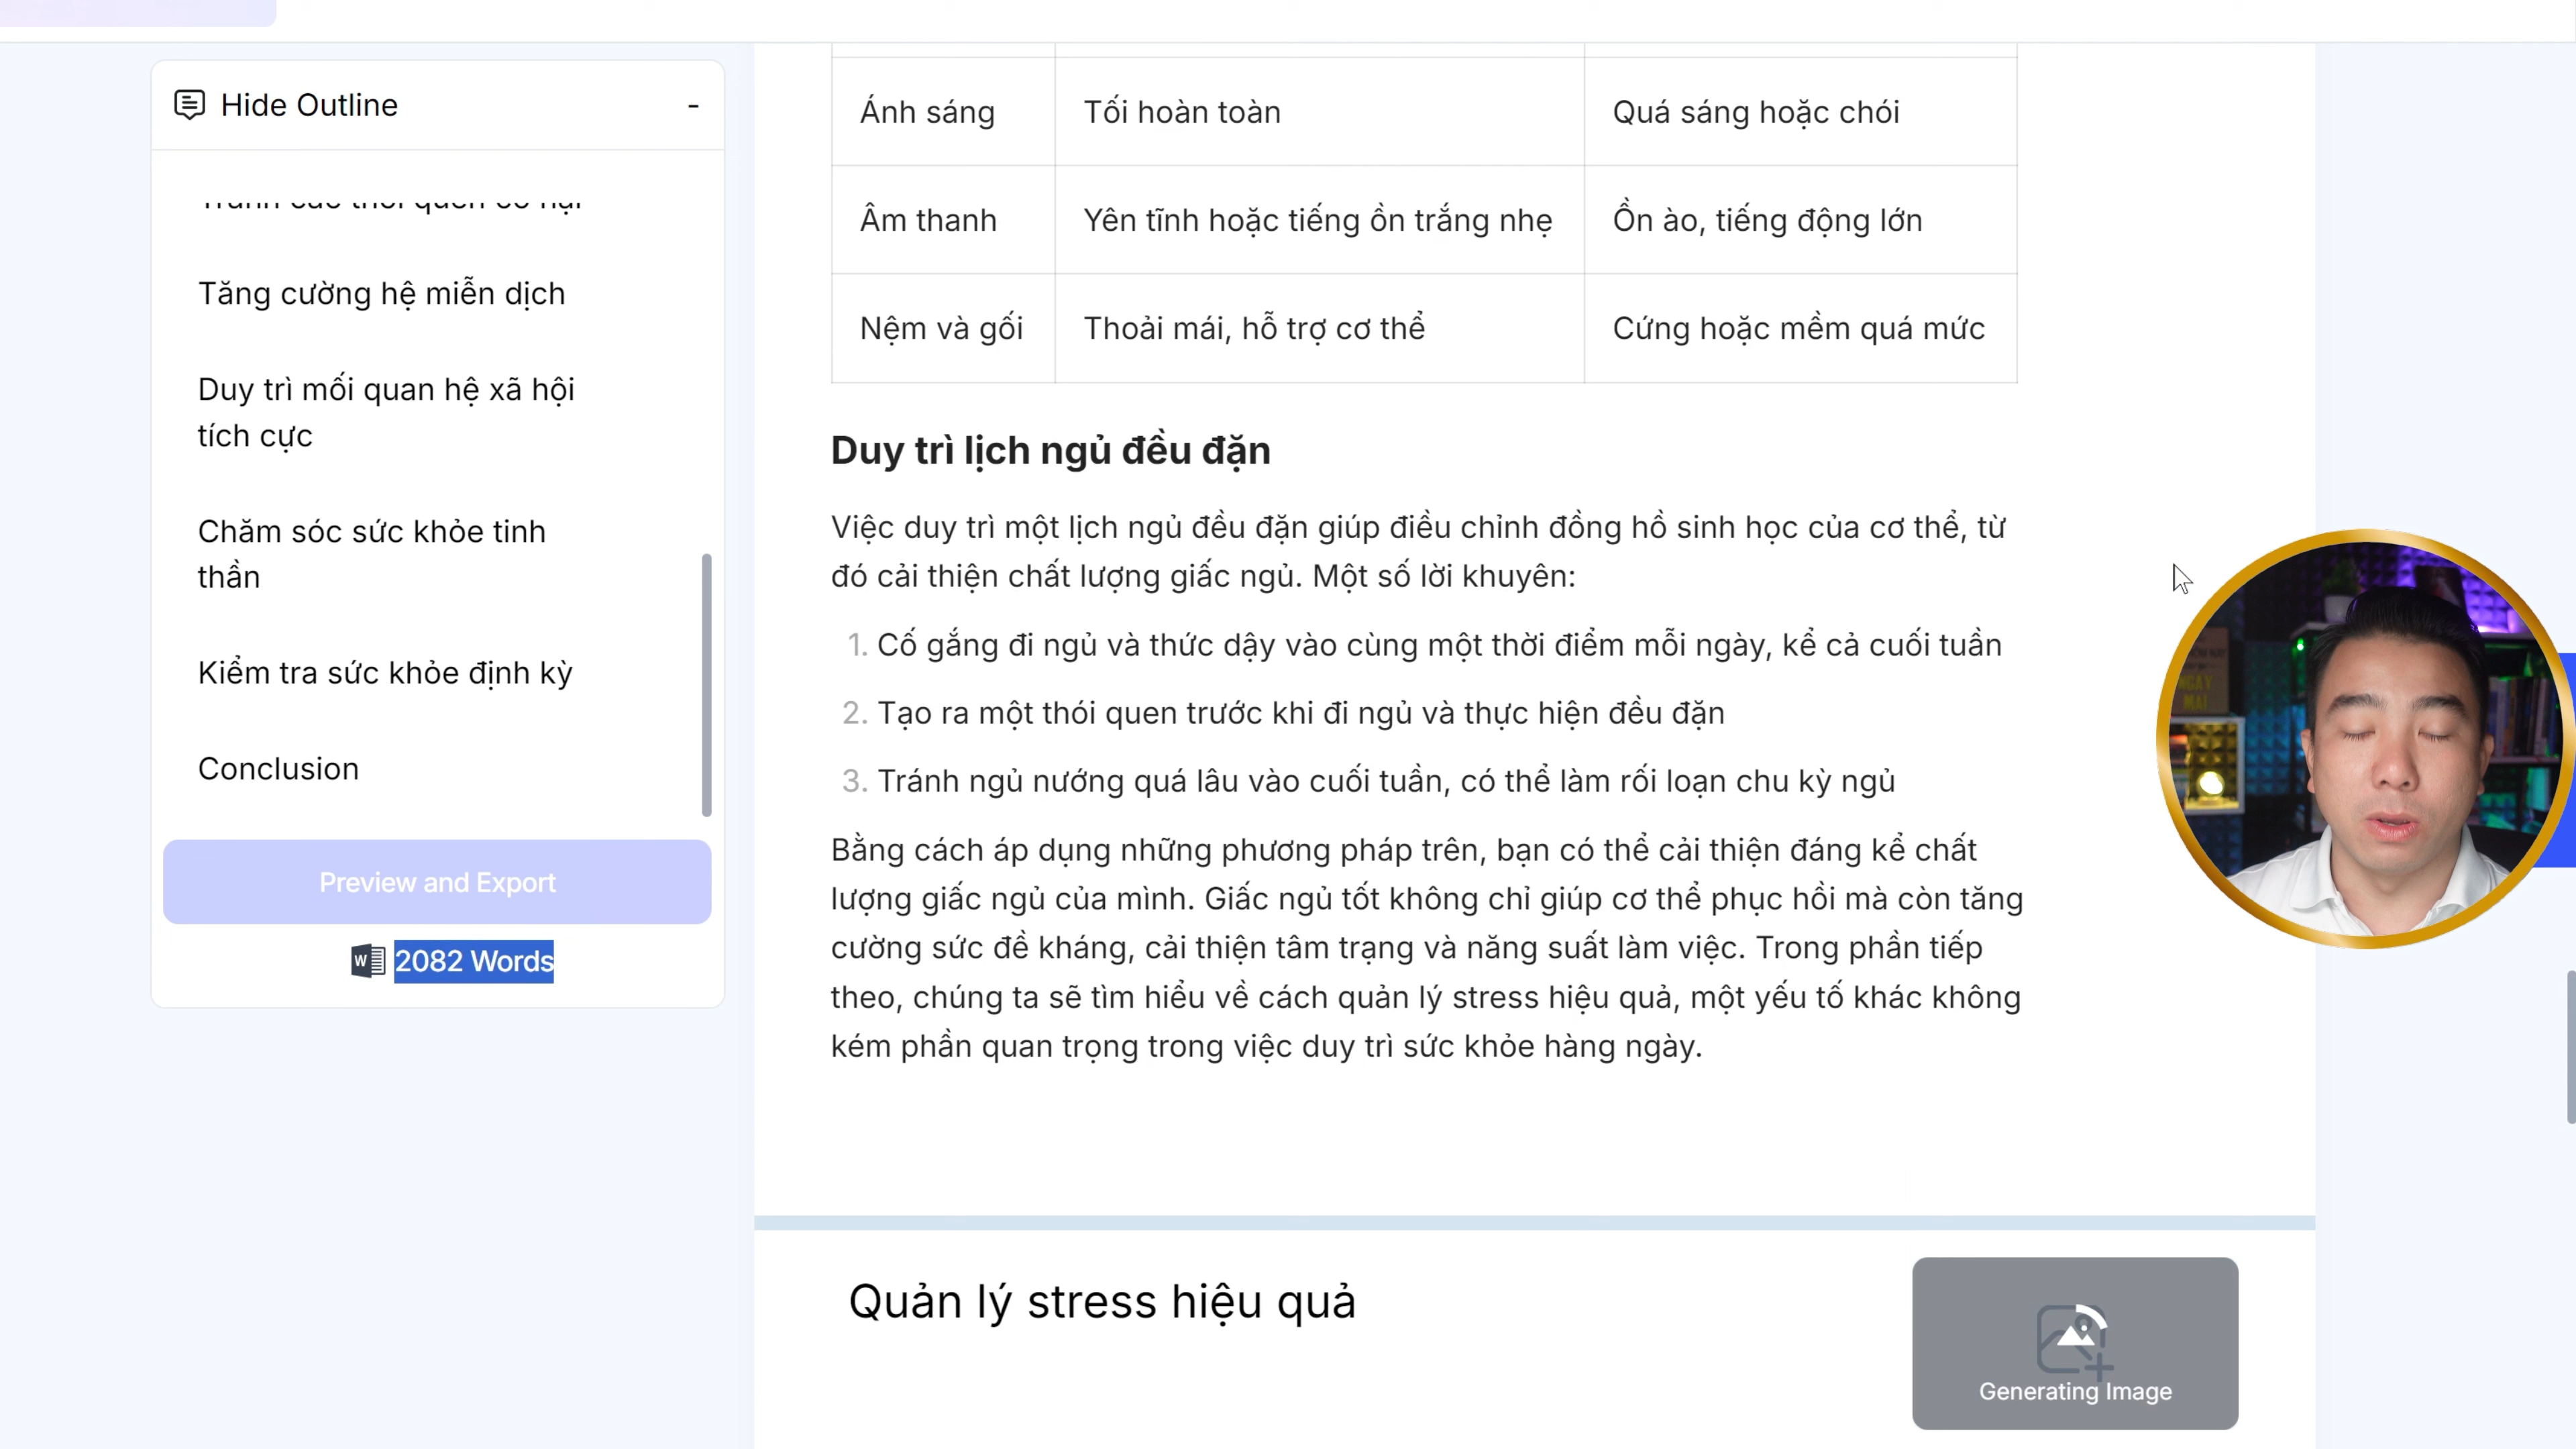 Hide Outline -
Tránh các thói quen có hại
Tăng cường hệ miễn dịch
Duy trì mối quan hệ xã hội
tích cực
Chăm sóc sức khỏe tinh
thần
Kiểm tra sức khỏe định kỳ
Conclusion
Preview and Export
W 2082 Words
Ánh sáng Tối hoàn toàn Quá sáng hoặc chói
Âm thanh Yên tĩnh hoặc tiếng ồn trắng nhẹ Ồn ào, tiếng động lớn
Nệm và gối Thoải mái, hỗ trợ cơ thể Cứng hoặc mềm quá mức
Duy trì lịch ngủ đều đặn
Việc duy trì một lịch ngủ đều đặn giúp điều chỉnh đồng hồ sinh học của cơ thể, từ
đó cải thiện chất lượng giấc ngủ. Một số lời khuyên:
1. Cố gắng đi ngủ và thức dậy vào cùng một thời điểm mỗi ngày, kể cả cuối tuần
2. Tạo ra một thói quen trước khi đi ngủ và thực hiện đều đặn
3. Tránh ngủ nướng quá lâu vào cuối tuần, có thể làm rối loạn chu kỳ ngủ
Bằng cách áp dụng những phương pháp trên, bạn có thể cải thiện đáng kể chất
lượng giấc ngủ của mình. Giấc ngủ tốt không chỉ giúp cơ thể phục hồi mà còn tăng
cường sức đề kháng, cải thiện tâm trạng và năng suất làm việc. Trong phần tiếp
theo, chúng ta sẽ tìm hiểu về cách quản lý stress hiệu quả, một yếu tố khác không
kém phần quan trọng trong việc duy trì sức khỏe hàng ngày.
Quản lý stress hiệu quả
Generating Image
NGÀY
MAI